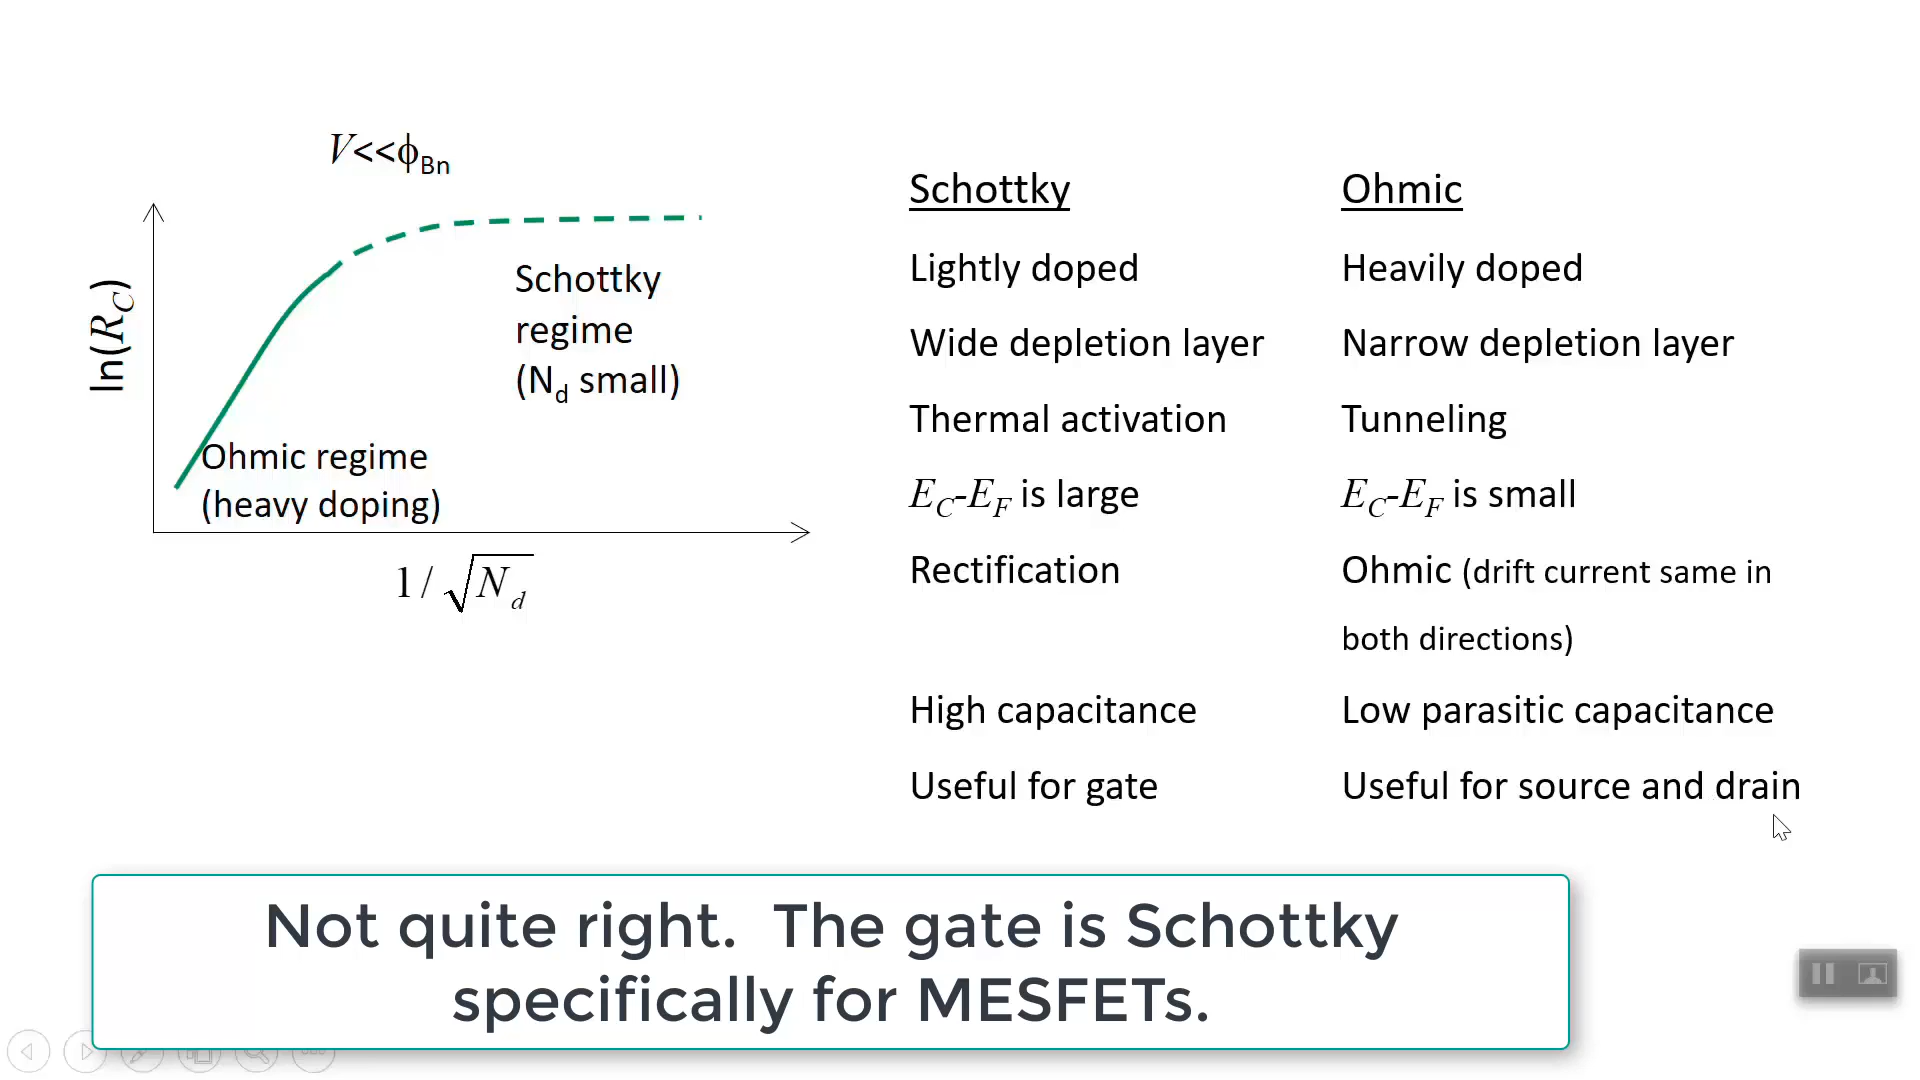 V<<ϕBn
ln(RC)
Schottky
regime
(Nd small)
Ohmic regime
(heavy doping)
1/√Nd
Schottky
Ohmic
Lightly doped
Heavily doped
Wide depletion layer
Narrow depletion layer
Thermal activation
Tunneling
EC-EF is large
EC-EF is small
Rectification
Ohmic (drift current same in
both directions)
High capacitance
Low parasitic capacitance
Useful for gate
Useful for source and drain
Not quite right. The gate is Schottky
specifically for MESFETs.